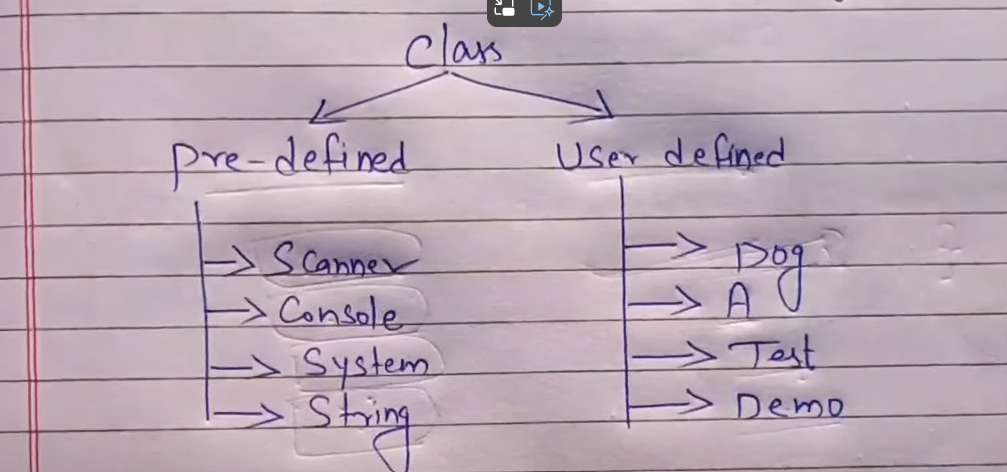 Class
Pre-defined
User defined
Scanner
Console
System
String
Dog
A
Test
Demo